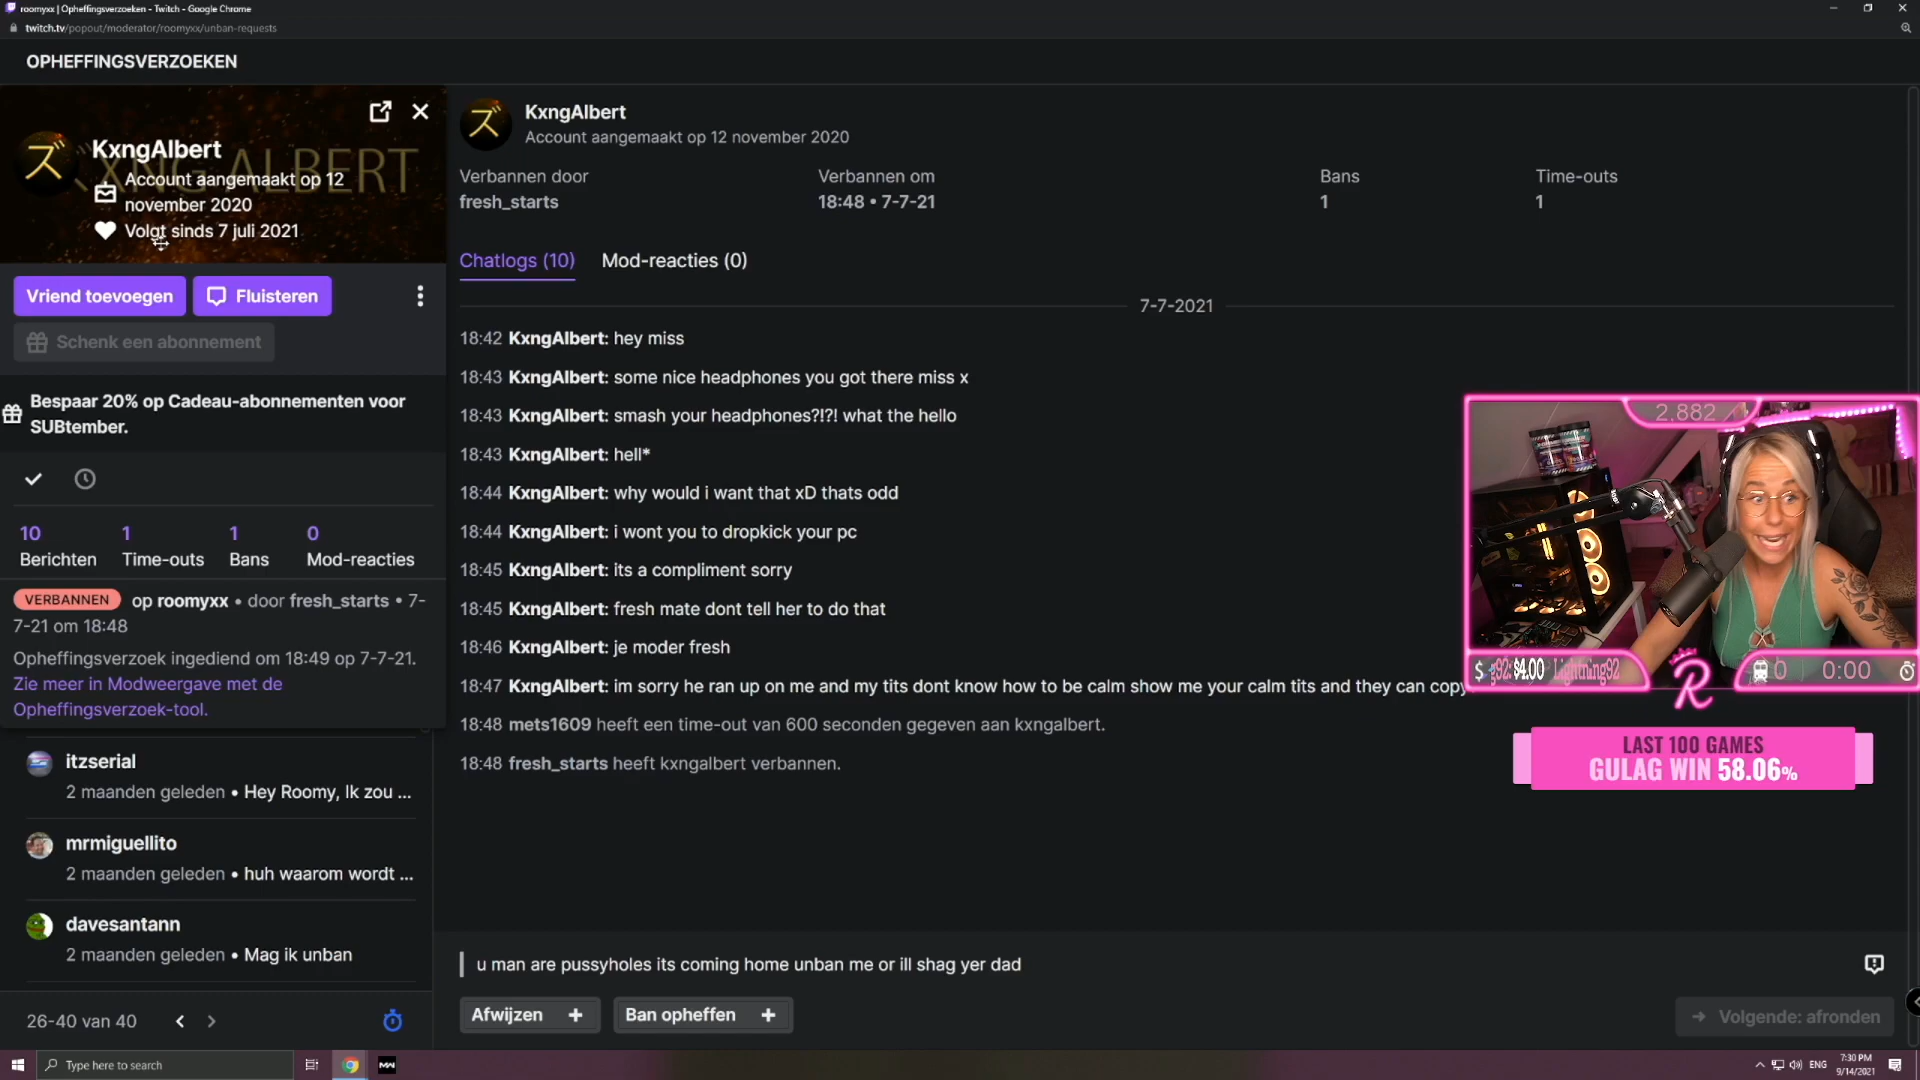 roomyxx | Opheffingsverzoeken - Twitch - Google Chrome
twitch.tv/popout/moderator/roomyxx/unban-requests
OPHEFFINGSVERZOEKEN
KXNG ALBERT
KxngAlbert
Account aangemaakt op 12
november 2020
Volgt sinds 7 juli 2021
Vriend toevoegen
Fluisteren
Schenk een abonnement
Bespaar 20% op Cadeau-abonnementen voor
SUBtember.
10 1 1 0
Berichten Time-outs Bans Mod-reacties
VERBANNEN op roomyxx • door fresh_starts • 7-
7-21 om 18:48
Opheffingsverzoek ingediend om 18:49 op 7-7-21.
Zie meer in Modweergave met de
Opheffingsverzoek-tool.
itzserial
2 maanden geleden • Hey Roomy, Ik zou ...
mrmiguellito
2 maanden geleden • huh waarom wordt ...
davesantann
2 maanden geleden • Mag ik unban
26-40 van 40
ズ
KxngAlbert
Account aangemaakt op 12 november 2020
Verbannen door Verbannen om Bans Time-outs
fresh_starts 18:48 • 7-7-21 1 1
Chatlogs (10) Mod-reacties (0)
7-7-2021
18:42 KxngAlbert: hey miss
18:43 KxngAlbert: some nice headphones you got there miss x
18:43 KxngAlbert: smash your headphones?!?! what the hello
18:43 KxngAlbert: hell*
18:44 KxngAlbert: why would i want that xD thats odd
18:44 KxngAlbert: i wont you to dropkick your pc
18:45 KxngAlbert: its a compliment sorry
18:45 KxngAlbert: fresh mate dont tell her to do that
18:46 KxngAlbert: je moder fresh
18:47 KxngAlbert: im sorry he ran up on me and my tits dont know how to be calm show me your calm tits and they can copy
18:48 mets1609 heeft een time-out van 600 seconden gegeven aan kxngalbert.
18:48 fresh_starts heeft kxngalbert verbannen.
2.882
$4.00 Lightning92
R
0 0:00
LAST 100 GAMES
GULAG WIN 58.06%
u man are pussyholes its coming home unban me or ill shag yer dad
Afwijzen +
Ban opheffen +
Volgende: afronden
Type here to search
MW
ENG
7:30 PM
9/14/2021